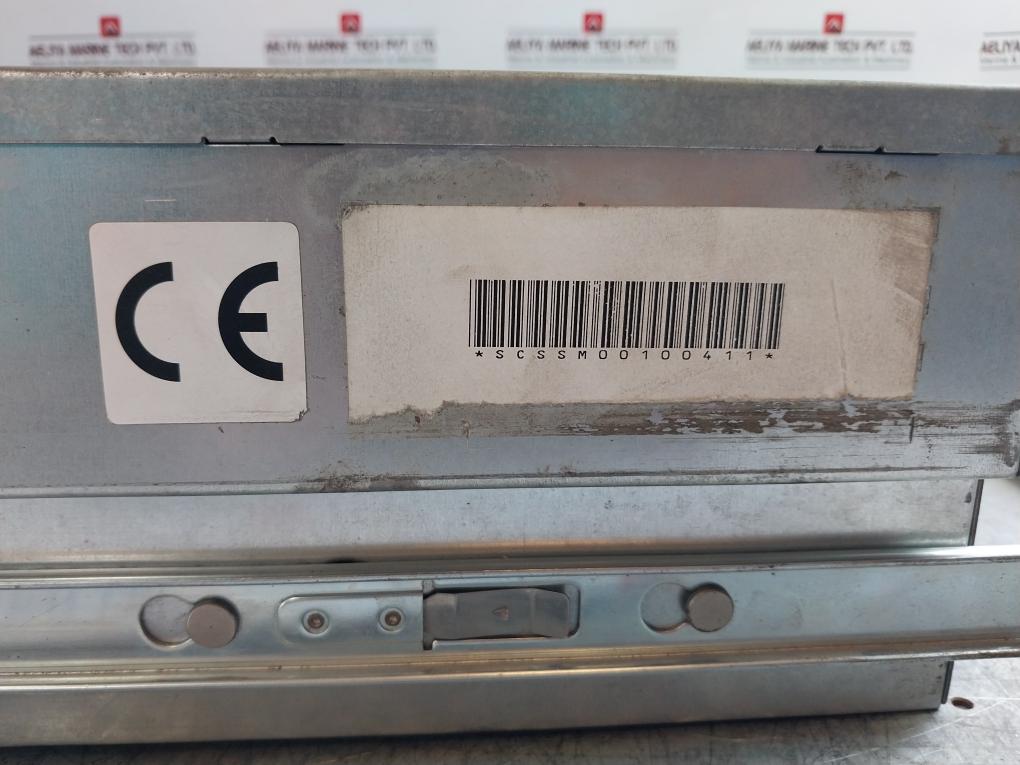 AELIYA MARINE TECH PVT. LTD.
AELIYA MARINE TECH PVT. LTD.
AELIYA MARINE TECH PVT. LTD.
AELIYA MARINE TECH PVT. LTD.
AELIYA
CE
*SCSSM00100411*